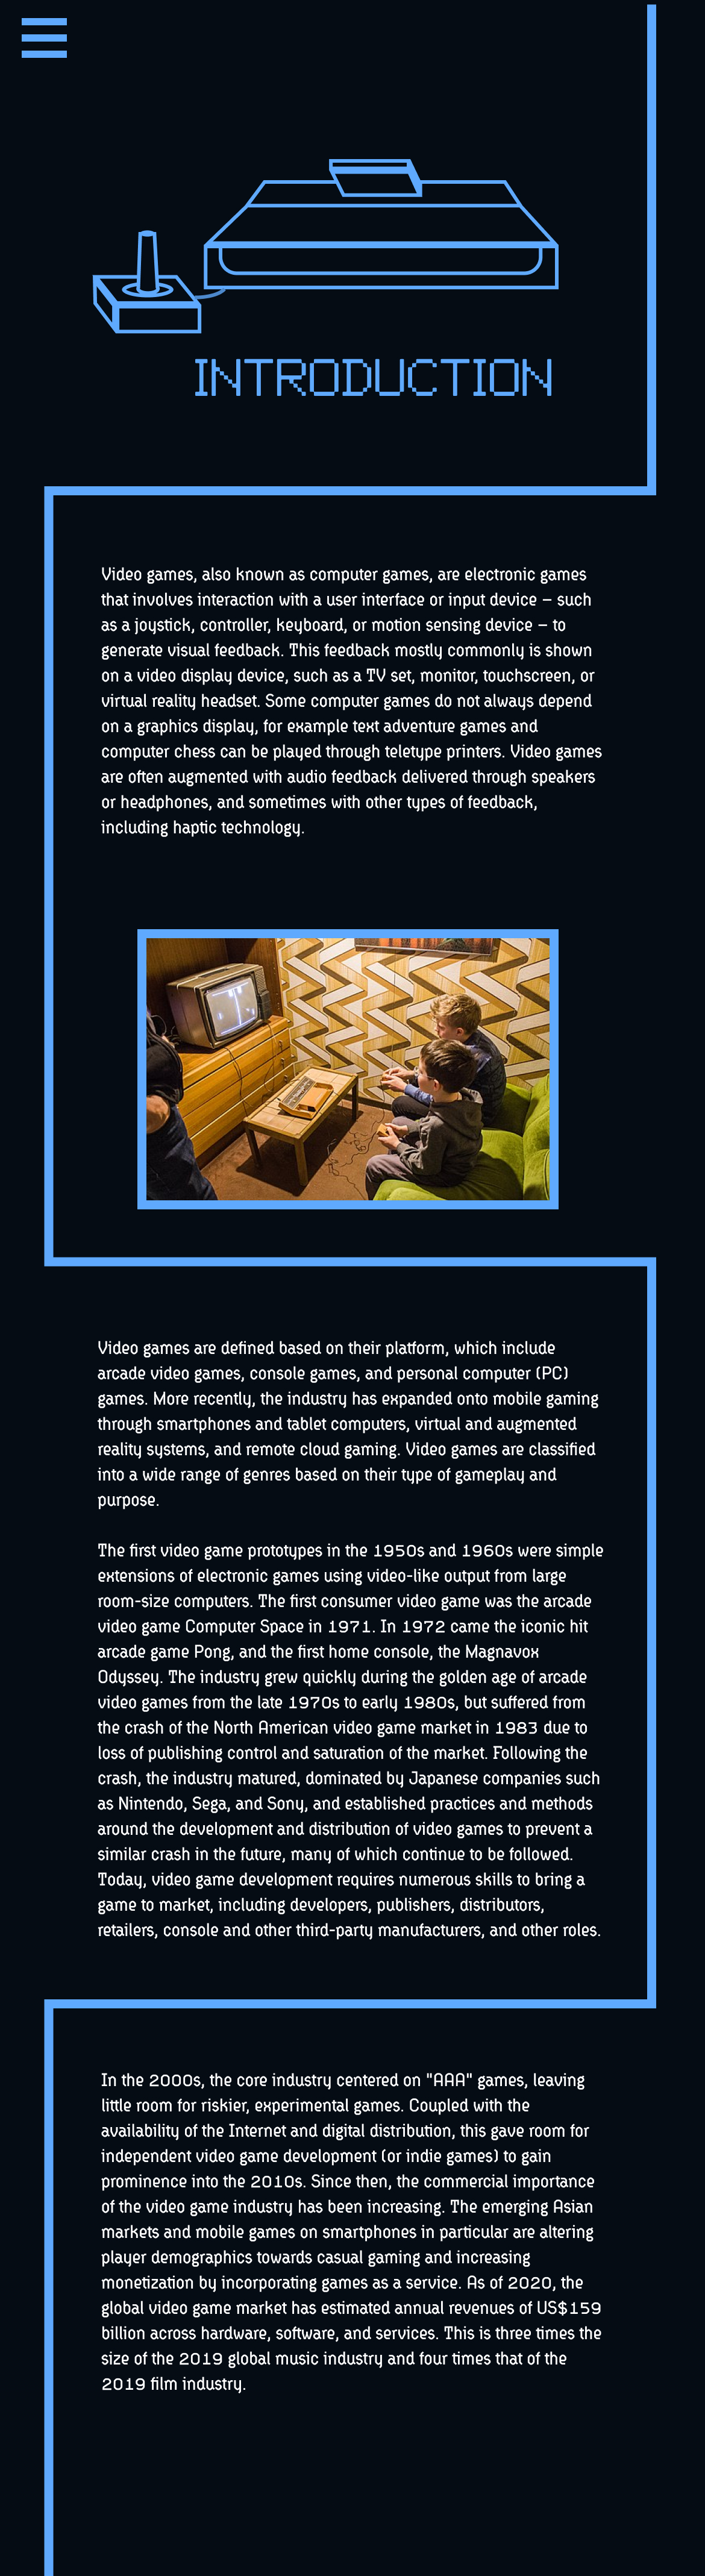 INTRODUCTION
Video games, also known as computer games, are electronic games
that involves interaction with a user interface or input device – such
as a joystick, controller, keyboard, or motion sensing device – to
generate visual feedback. This feedback mostly commonly is shown
on a video display device, such as a TV set, monitor, touchscreen, or
virtual reality headset. Some computer games do not always depend
on a graphics display, for example text adventure games and
computer chess can be played through teletype printers. Video games
are often augmented with audio feedback delivered through speakers
or headphones, and sometimes with other types of feedback,
including haptic technology.
Video games are defined based on their platform, which include
arcade video games, console games, and personal computer (PC)
games. More recently, the industry has expanded onto mobile gaming
through smartphones and tablet computers, virtual and augmented
reality systems, and remote cloud gaming. Video games are classified
into a wide range of genres based on their type of gameplay and
purpose.
The first video game prototypes in the 1950s and 1960s were simple
extensions of electronic games using video-like output from large
room-size computers. The first consumer video game was the arcade
video game Computer Space in 1971. In 1972 came the iconic hit
arcade game Pong, and the first home console, the Magnavox
Odyssey. The industry grew quickly during the golden age of arcade
video games from the late 1970s to early 1980s, but suffered from
the crash of the North American video game market in 1983 due to
loss of publishing control and saturation of the market. Following the
crash, the industry matured, dominated by Japanese companies such
as Nintendo, Sega, and Sony, and established practices and methods
around the development and distribution of video games to prevent a
similar crash in the future, many of which continue to be followed.
Today, video game development requires numerous skills to bring a
game to market, including developers, publishers, distributors,
retailers, console and other third-party manufacturers, and other roles.
In the 2000s, the core industry centered on "AAA" games, leaving
little room for riskier, experimental games. Coupled with the
availability of the Internet and digital distribution, this gave room for
independent video game development (or indie games) to gain
prominence into the 2010s. Since then, the commercial importance
of the video game industry has been increasing. The emerging Asian
markets and mobile games on smartphones in particular are altering
player demographics towards casual gaming and increasing
monetization by incorporating games as a service. As of 2020, the
global video game market has estimated annual revenues of US$159
billion across hardware, software, and services. This is three times the
size of the 2019 global music industry and four times that of the
2019 film industry.